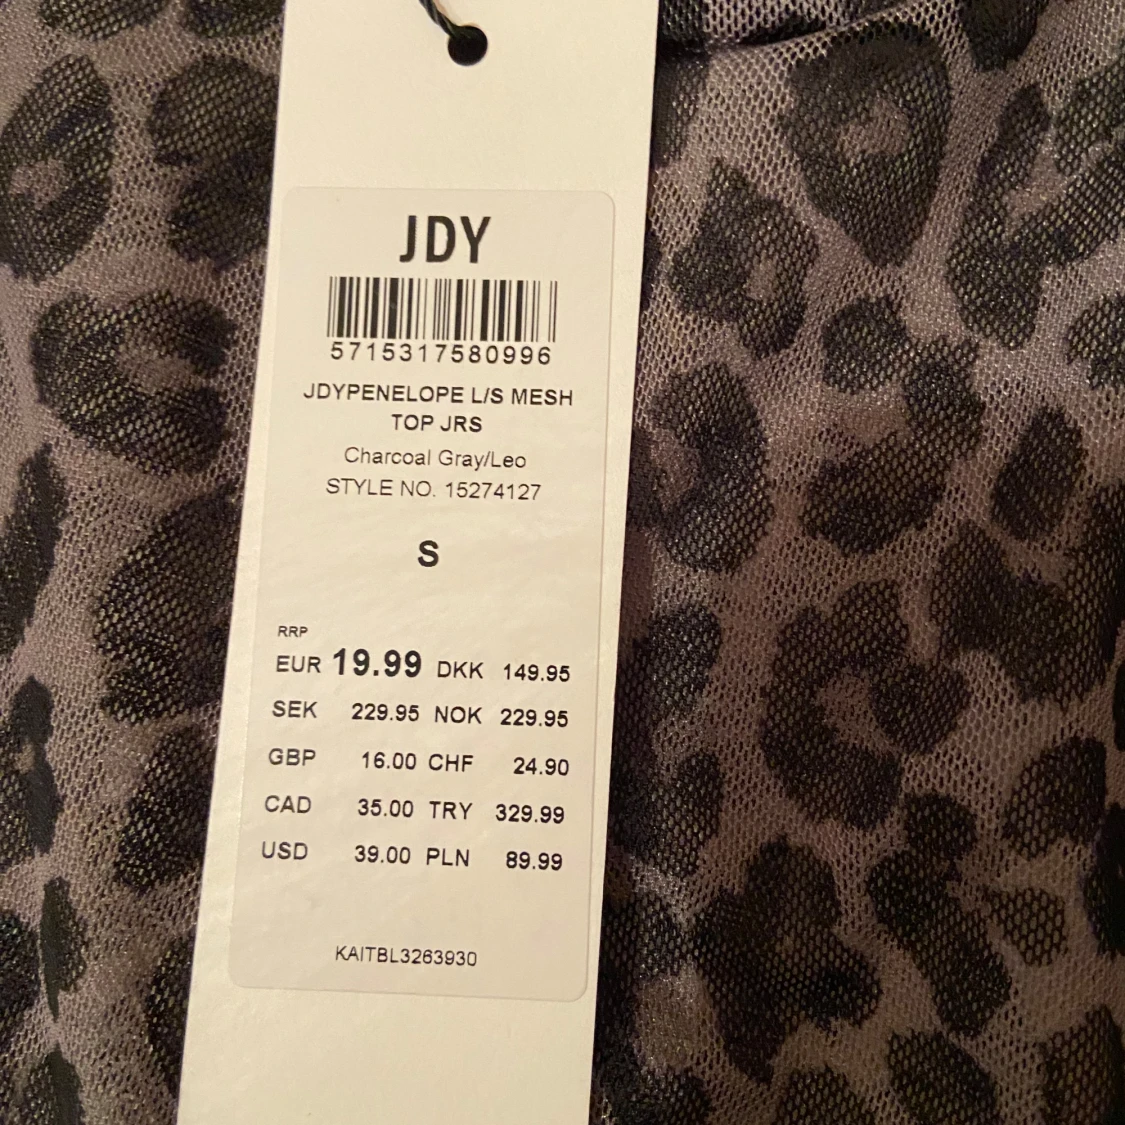 JDY
5715317580996
JDYPENELOPE L/S MESH
TOP JRS
Charcoal Gray/Leo
STYLE NO. 15274127
S
RRP
EUR 19.99 DKK 149.95
SEK 229.95 NOK 229.95
GBP 16.00 CHF 24.90
CAD 35.00 TRY 329.99
USD 39.00 PLN 89.99
KAITBL3263930